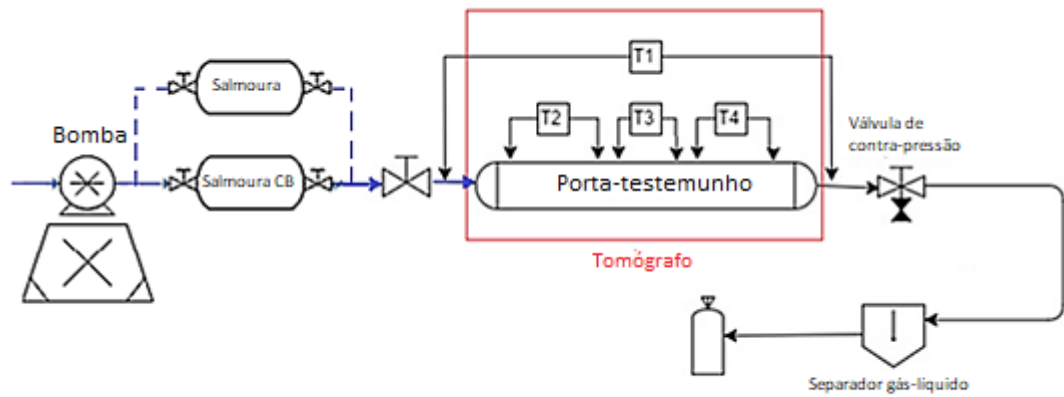 T1
Salmoura
Bomba
T2
T3
T4
Válvula de
contra-pressão
Salmoura CB
Porta-testemunho
Tomógrafo
Separador gás-líquido